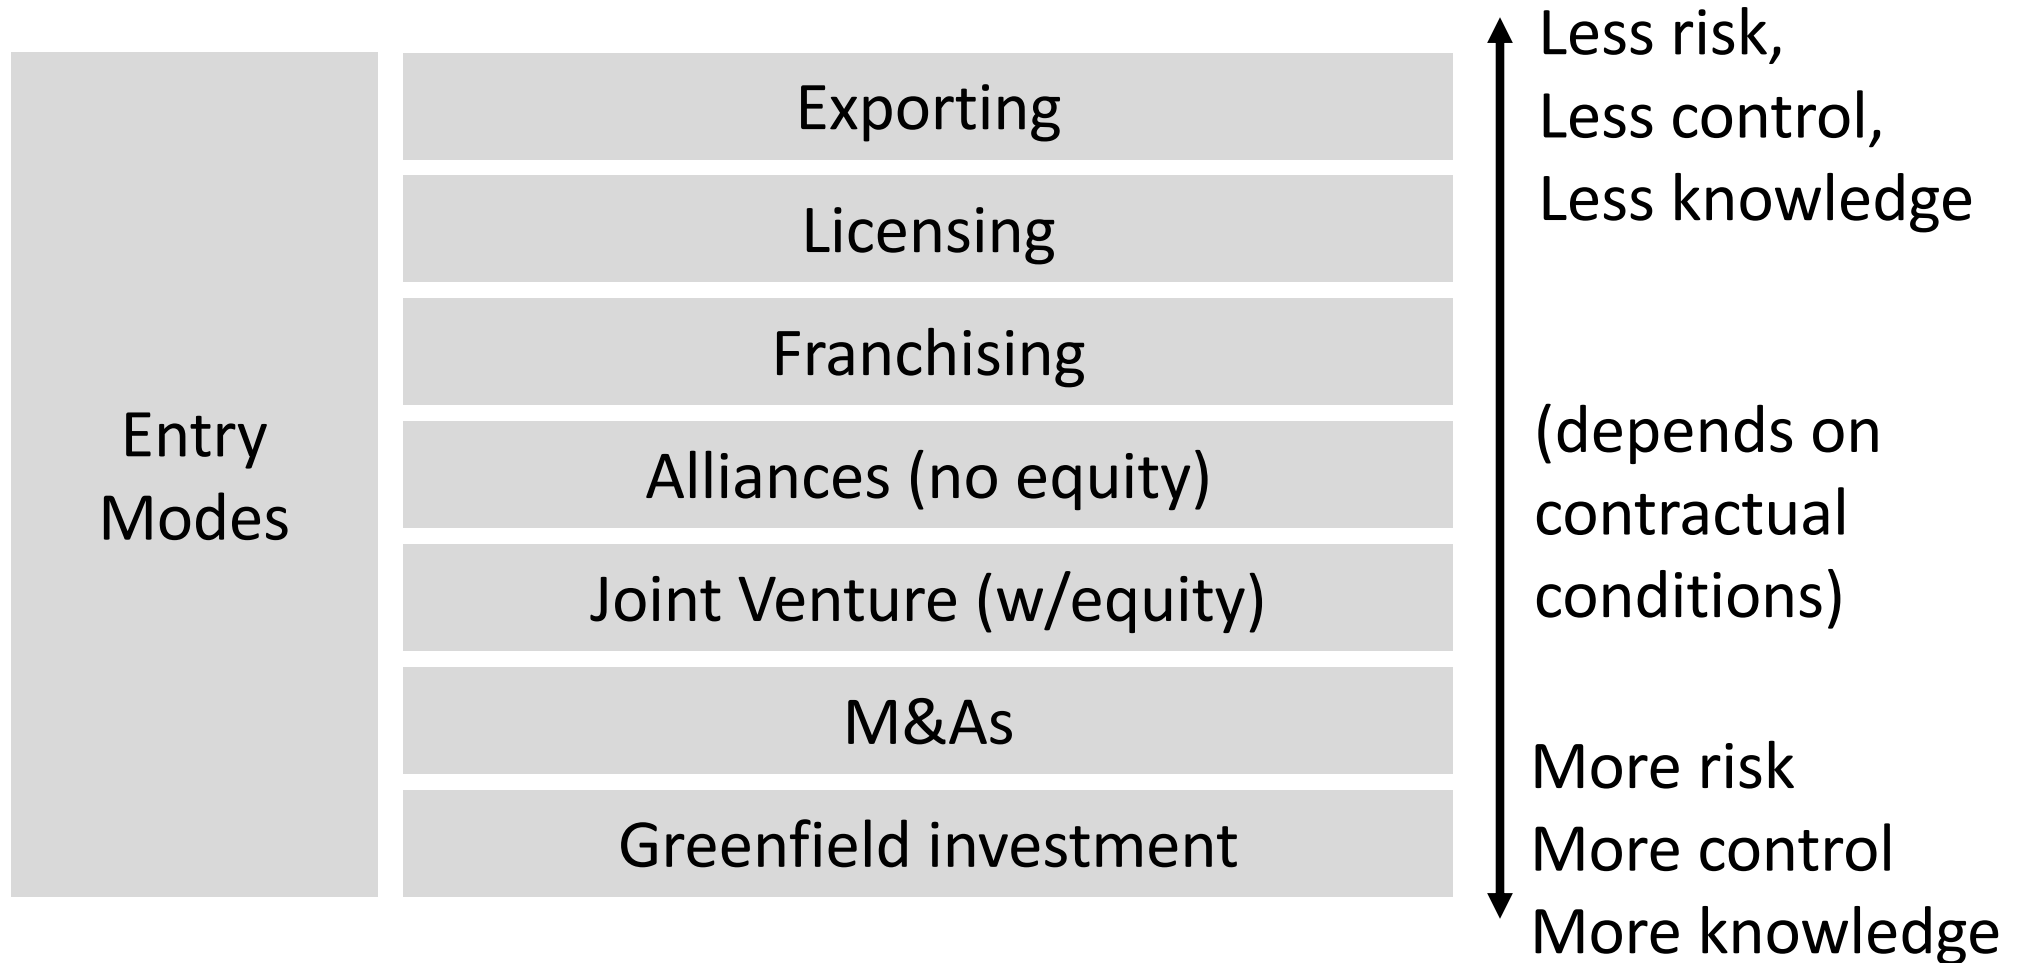 Entry
Modes
Exporting
Licensing
Franchising
Alliances (no equity)
Joint Venture (w/equity)
M&As
Greenfield investment
Less risk,
Less control,
Less knowledge
(depends on
contractual
conditions)
More risk
More control
More knowledge